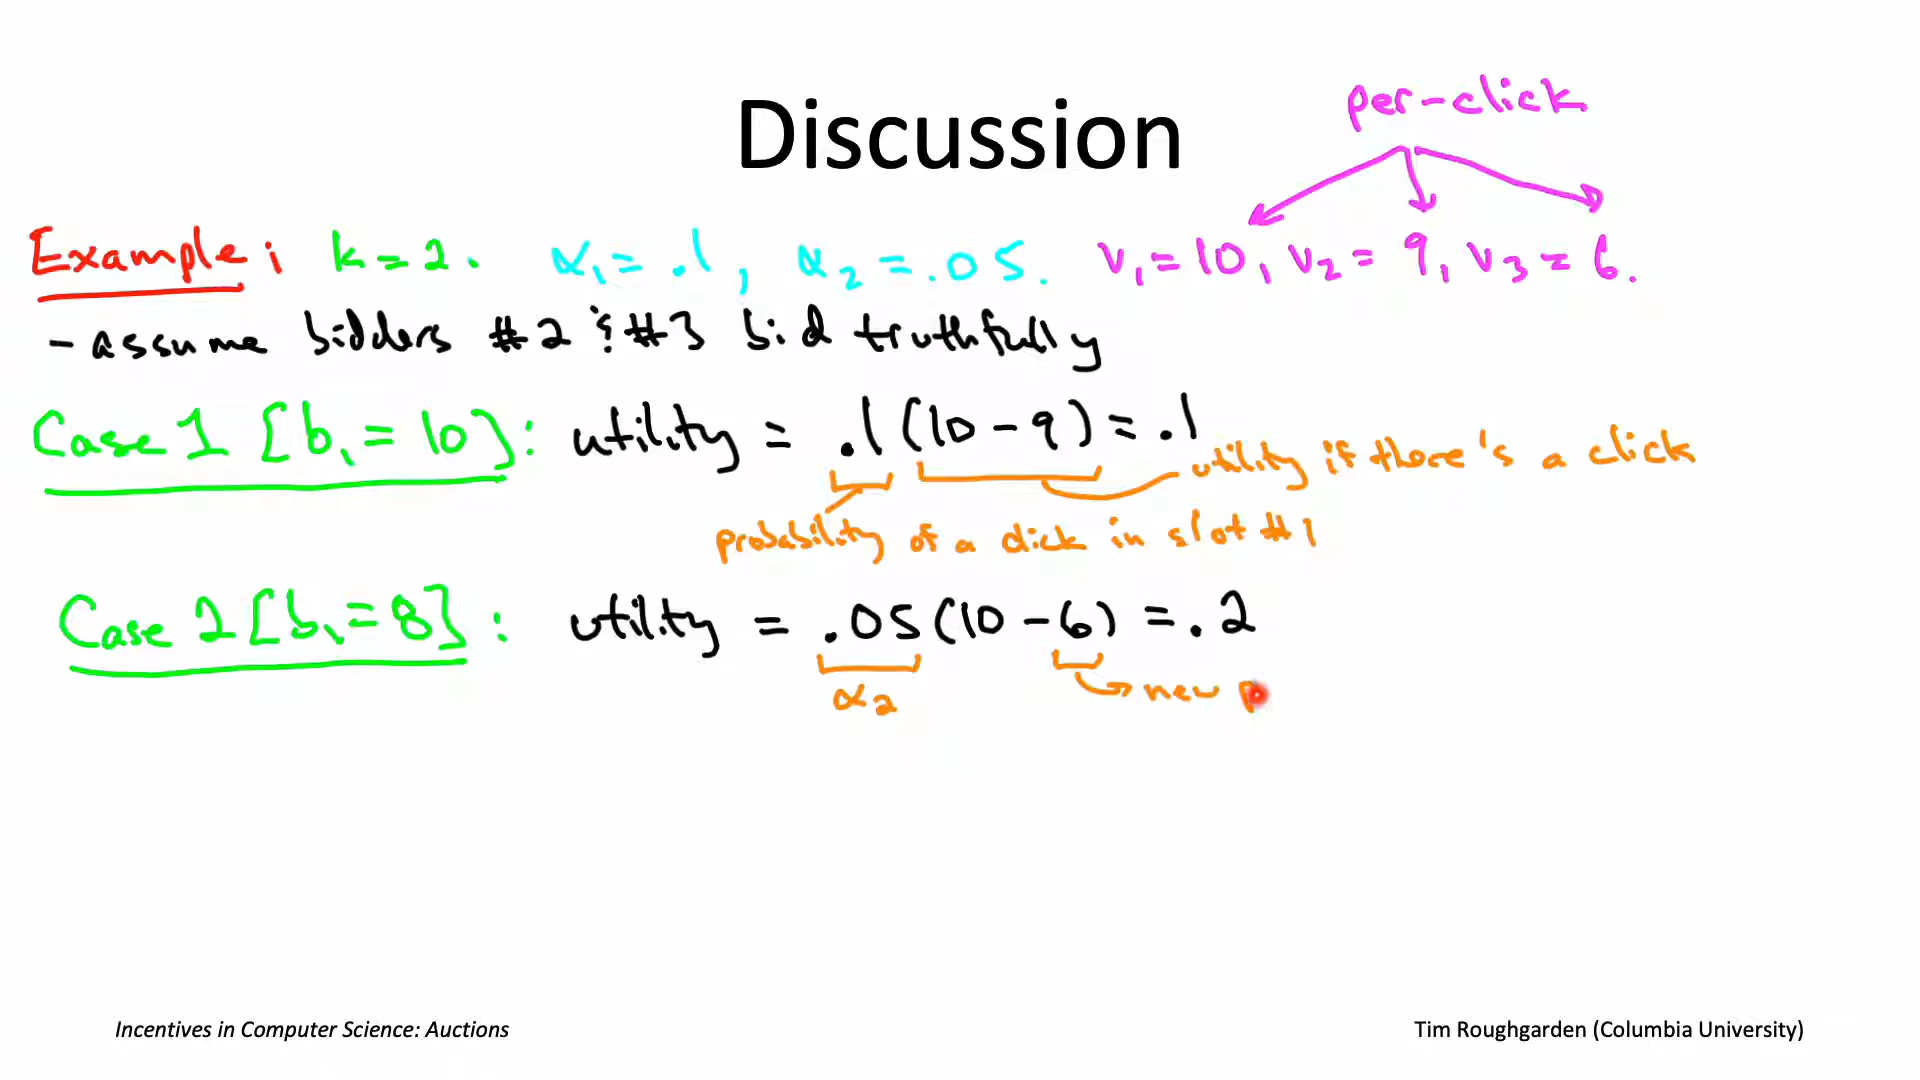 Discussion
per-click
Example: k=2. α₁=.1, α₂=.05. v₁=10, v₂=9, v₃=6.
- assume bidders #2 & #3 bid truthfully
Case 1 [b₁=10]: utility = .1(10-9)=.1
utility if there's a click
probability of a click in slot #1
Case 2 [b₁=8]: utility = .05(10-6)=.2
α₂
new p
Incentives in Computer Science: Auctions
Tim Roughgarden (Columbia University)